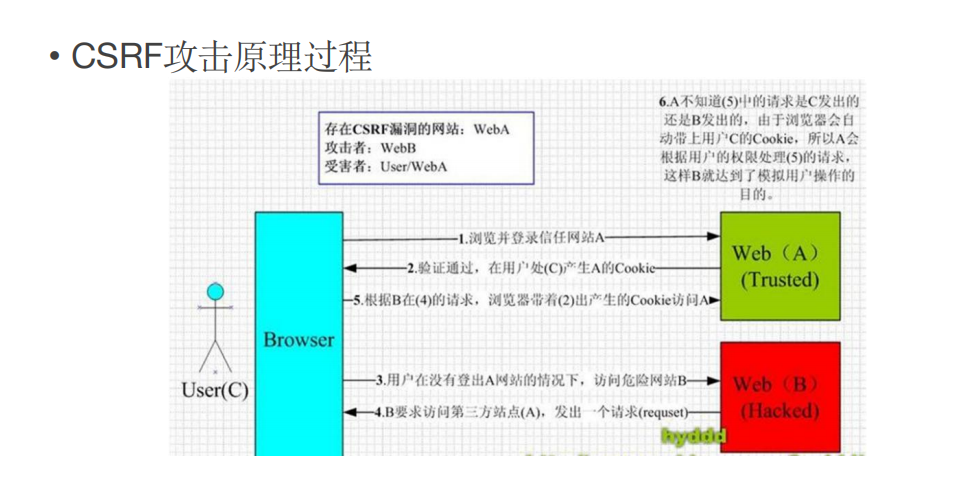 • CSRF攻击原理过程
存在CSRF漏洞的网站：WebA
攻击者：WebB
受害者：User/WebA
6.A不知道(5)中的请求是C发出的
还是B发出的，由于浏览器会自
动带上用户C的Cookie，所以A会
根据用户的权限处理(5)的请求，
这样B就达到了模拟用户操作的
目的。
1.浏览并登录信任网站A
2.验证通过，在用户处(C)产生A的Cookie
5.根据B在(4)的请求，浏览器带着(2)出产生的Cookie访问A
3.用户在没有登出A网站的情况下，访问危险网站B
4.B要求访问第三方站点(A)，发出一个请求(requset)
User(C)
Browser
Web（A）
(Trusted)
Web（B）
(Hacked)
hyddd